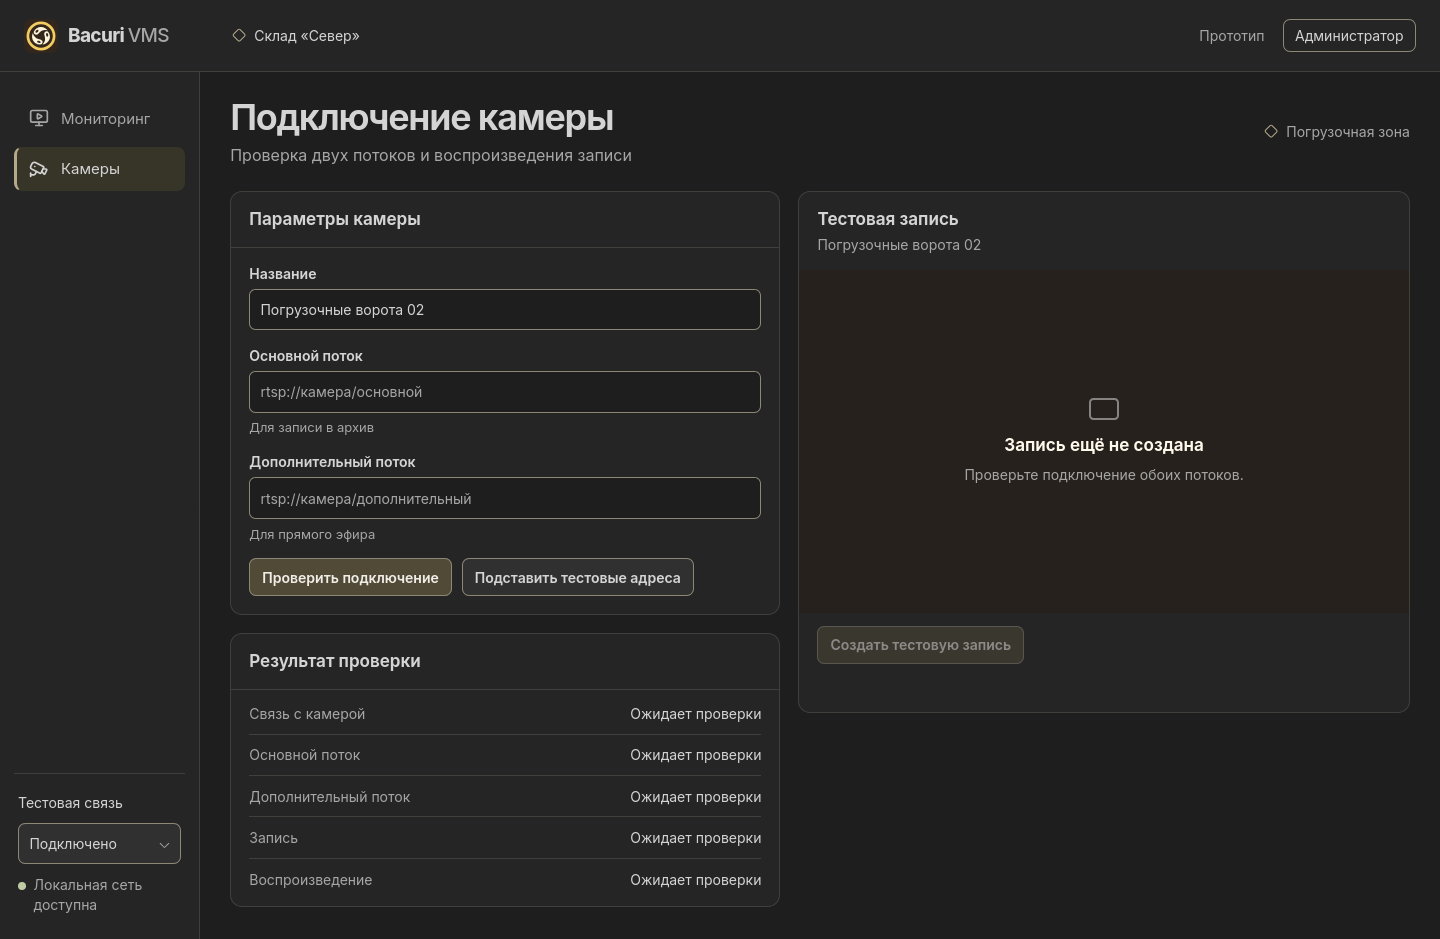 Bacuri VMS
Склад «Север»
Прототип
Администратор
Мониторинг
Камеры
Подключение камеры
Проверка двух потоков и воспроизведения записи
Погрузочная зона
Параметры камеры
Название
Погрузочные ворота 02
Основной поток
rtsp://камера/основной
Для записи в архив
Дополнительный поток
rtsp://камера/дополнительный
Для прямого эфира
Проверить подключение
Подставить тестовые адреса
Результат проверки
Связь с камерой Ожидает проверки
Основной поток Ожидает проверки
Дополнительный поток Ожидает проверки
Запись Ожидает проверки
Воспроизведение Ожидает проверки
Тестовая запись
Погрузочные ворота 02
Запись ещё не создана
Проверьте подключение обоих потоков.
Создать тестовую запись
Тестовая связь
Подключено
Локальная сеть
доступна